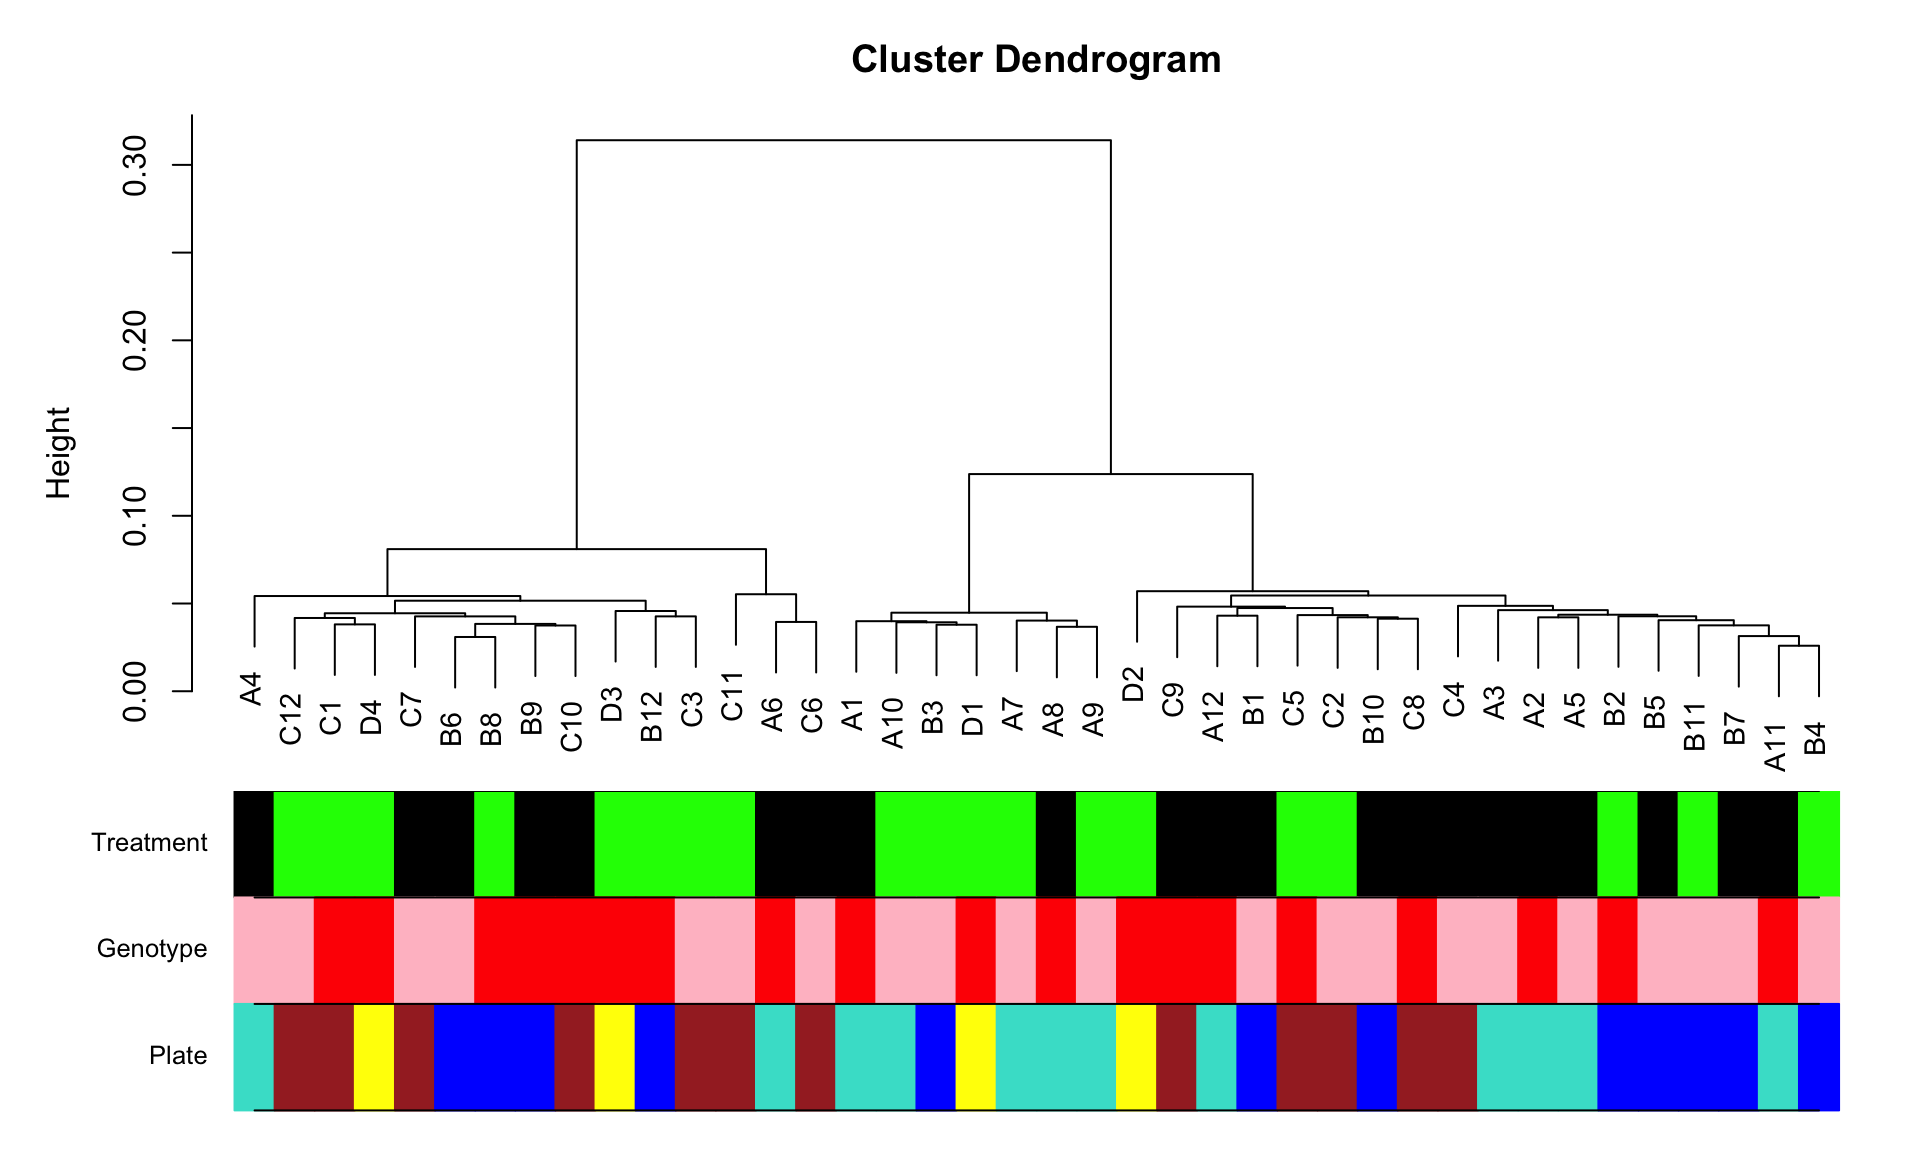 Cluster Dendrogram
Height
0.00 0.10 0.20 0.30
A4 C12 C1 D4 C7 B6 B8 B9 C10 D3 B12 C3 C11 A6 C6 A1 A10 B3 D1 A7 A8 A9 D2 C9 A12 B1 C5 C2 B10 C8 C4 A3 A2 A5 B2 B5 B11 B7 A11 B4
Treatment
Genotype
Plate